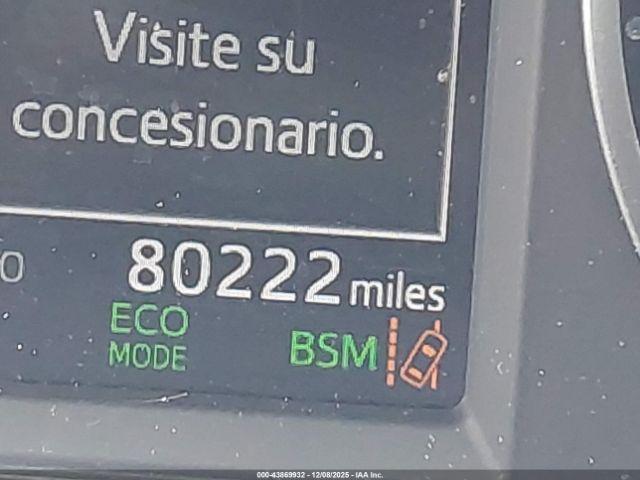 Visite su
concesionario.
O 80222 miles
ECO
MODE
BSM
000-43869932 - 12/08/2025 - IAA Inc.